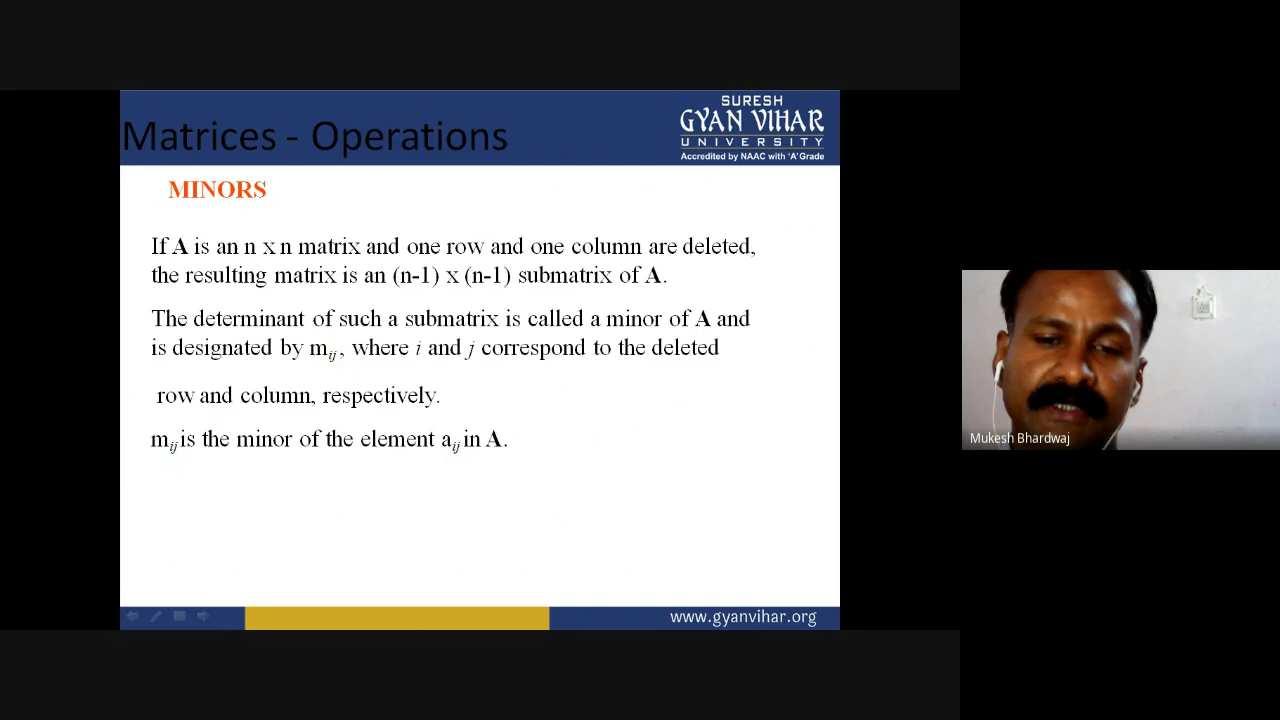 Matrices - Operations
SURESH
GYAN VIHAR
UNIVERSITY
Accredited by NAAC with 'A' Grade
MINORS
If A is an n x n matrix and one row and one column are deleted,
the resulting matrix is an (n-1) x (n-1) submatrix of A.
The determinant of such a submatrix is called a minor of A and
is designated by mij , where i and j correspond to the deleted
row and column, respectively.
mij is the minor of the element aij in A.
www.gyanvihar.org
Mukesh Bhardwaj